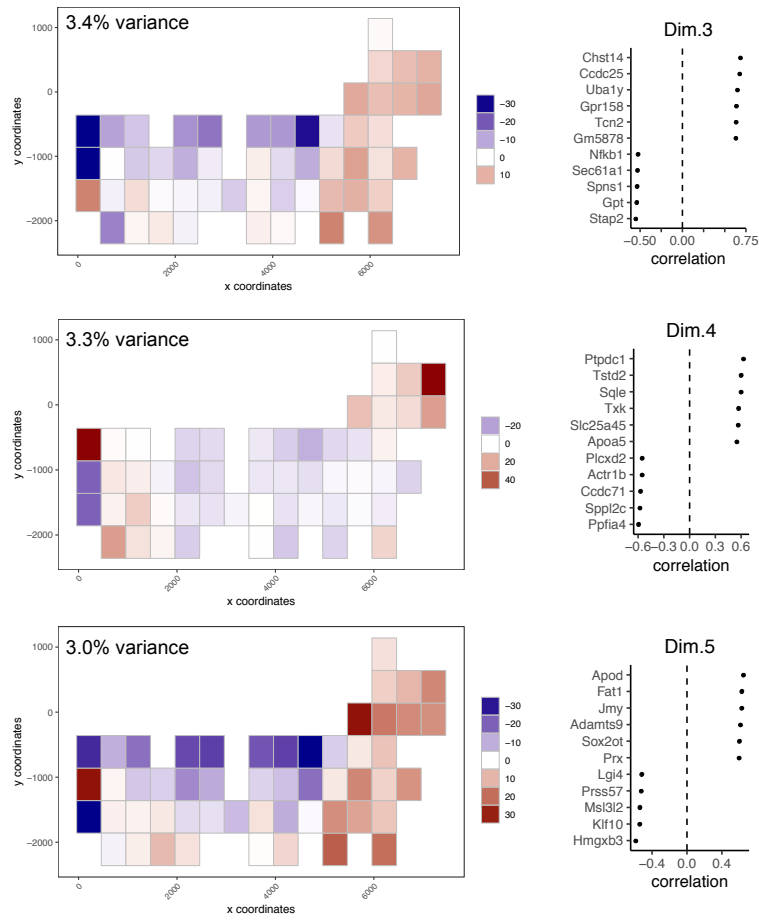 3.4% variance
1000
0
−1000
−2000
y coordinates
0
2000
4000
6000
x coordinates
-30
-20
-10
0
10
Dim.3
Chst14
Ccdc25
Uba1y
Gpr158
Tcn2
Gm5878
Nfkb1
Sec61a1
Spns1
Gpt
Stap2
−0.50 0.00 0.75
correlation
3.3% variance
1000
0
−1000
−2000
y coordinates
0
2000
4000
6000
x coordinates
-20
0
20
40
Dim.4
Ptpdc1
Tstd2
Sqle
Txk
Slc25a45
Apoa5
Plcxd2
Actr1b
Ccdc71
Sppl2c
Ppfia4
−0.6 −0.3 0.0 0.3 0.6
correlation
3.0% variance
1000
0
−1000
−2000
y coordinates
0
2000
4000
6000
x coordinates
-30
-20
-10
0
10
20
30
Dim.5
Apod
Fat1
Jmy
Adamts9
Sox2ot
Prx
Lgi4
Prss57
Msl3l2
Klf10
Hmgxb3
−0.4 0.0 0.4
correlation